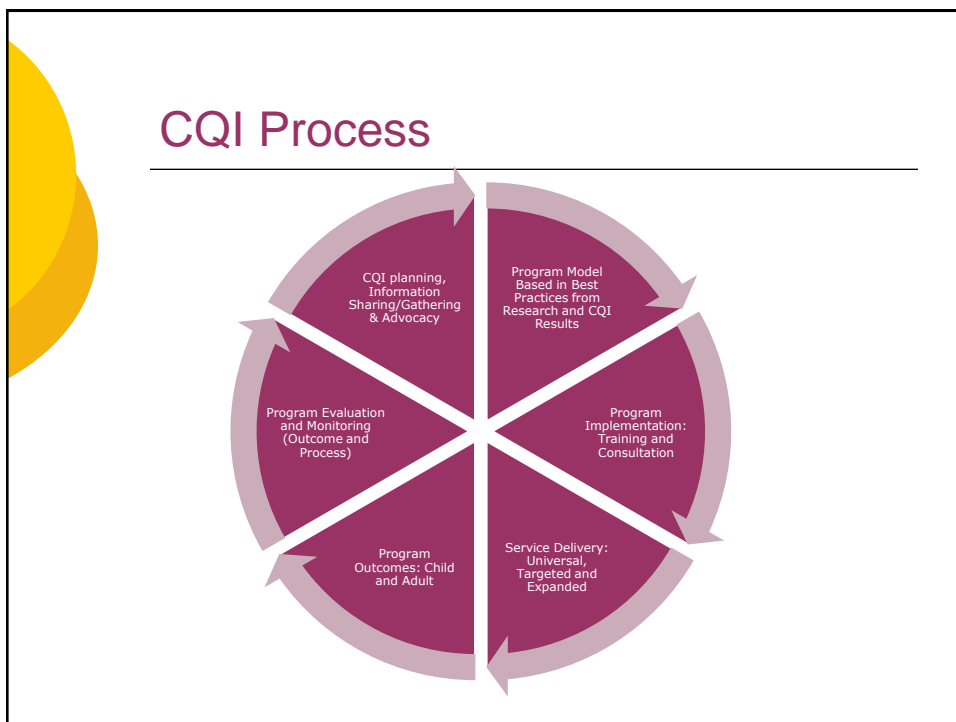 CQI Process
CQI planning,
Information
Sharing/Gathering
& Advocacy
Program Model
Based in Best
Practices from
Research and CQI
Results
Program
Implementation:
Training and
Consultation
Service Delivery:
Universal,
Targeted and
Expanded
Program
Outcomes: Child
and Adult
Program Evaluation
and Monitoring
(Outcome and
Process)